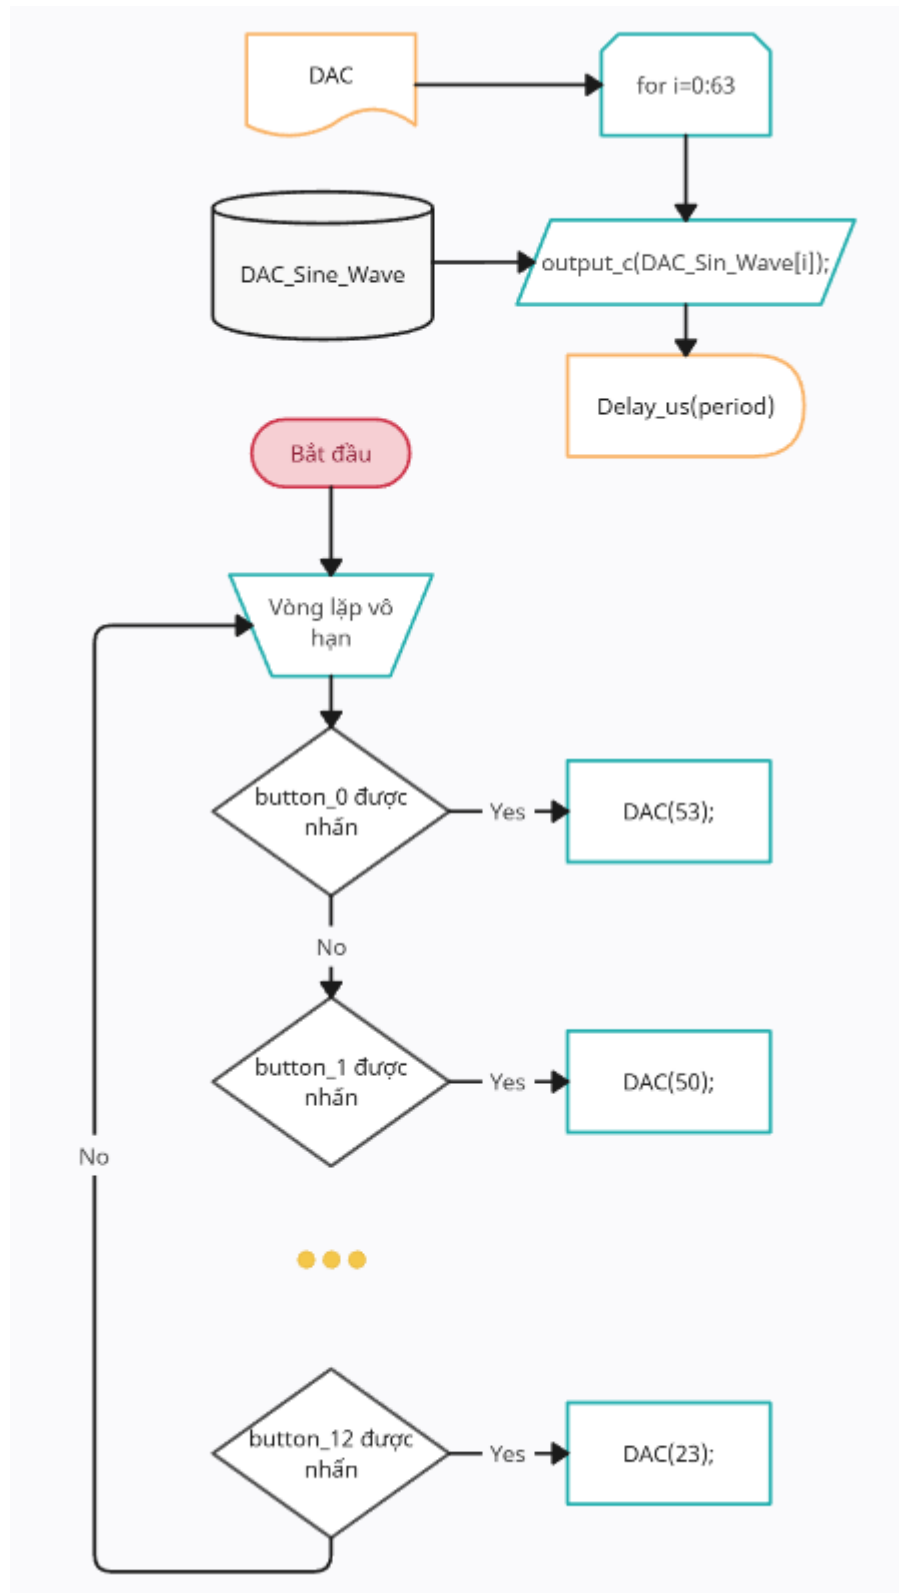 DAC
for i=0:63
DAC_Sine_Wave
output_c(DAC_Sin_Wave[i]);
Delay_us(period)
Bắt đầu
Vòng lặp vô
hạn
button_0 được
nhấn
Yes
DAC(53);
No
button_1 được
nhấn
Yes
DAC(50);
No
button_12 được
nhấn
Yes
DAC(23);